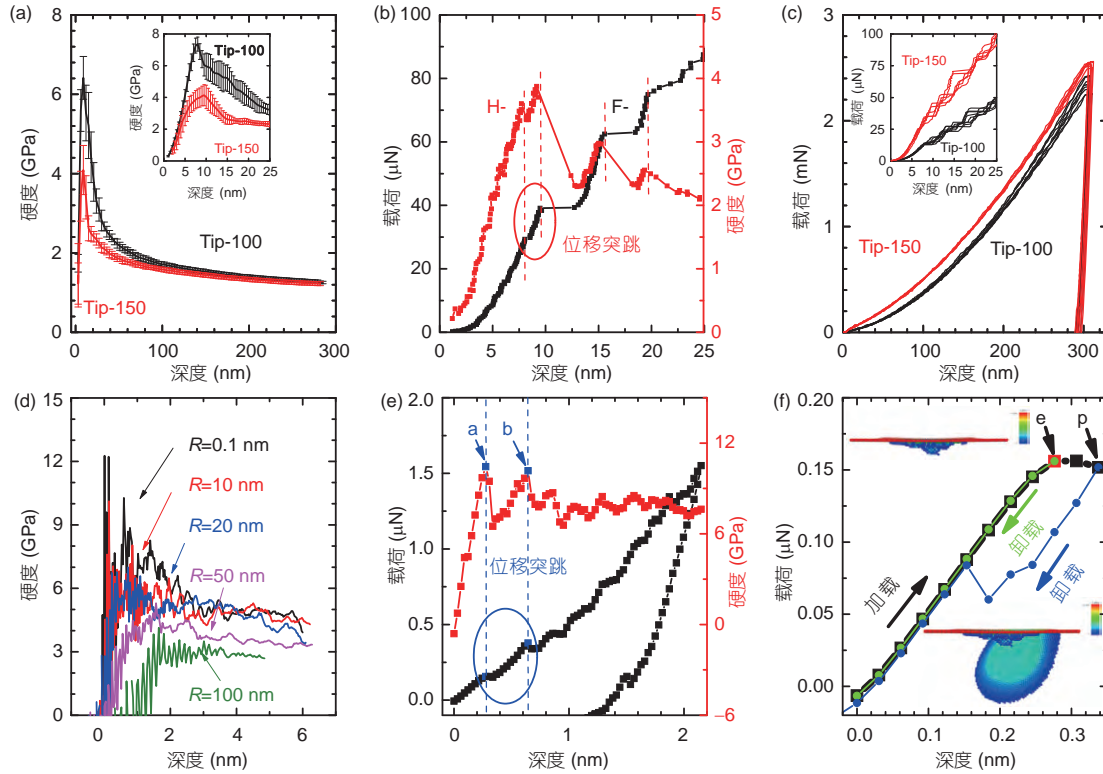 (a)
8
6
4
2
0
硬度 (GPa)
0
100
200
300
深度 (nm)
Tip-100
Tip-150
8
6
4
2
0
硬度 (GPa)
0 5 10 15 20 25
深度 (nm)
Tip-100
Tip-150
(b)
100
80
60
40
20
0
载荷 (μN)
0
5
10
15
20
25
深度 (nm)
5
4
3
2
1
0
硬度 (GPa)
H-
F-
位移突跳
(c)
3
2
1
0
载荷 (mN)
0
100
200
300
深度 (nm)
Tip-150
Tip-100
100
75
50
25
0
载荷 (μN)
0 5 10 15 20 25
深度 (nm)
Tip-150
Tip-100
(d)
15
12
9
6
3
0
硬度 (GPa)
0
2
4
6
深度 (nm)
R=0.1 nm
R=10 nm
R=20 nm
R=50 nm
R=100 nm
(e)
2.0
1.5
1.0
0.5
0.0
载荷 (μN)
0
1
2
深度 (nm)
12
6
0
−6
硬度 (GPa)
a
b
位移突跳
(f)
0.20
0.15
0.10
0.05
0.00
载荷 (μN)
0.0
0.1
0.2
0.3
深度 (nm)
e
p
加载
卸载
卸载